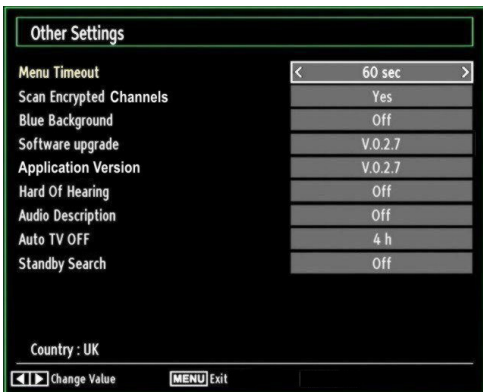 Other Settings
Menu Timeout < 60 sec >
Scan Encrypted Channels Yes
Blue Background Off
Software upgrade V.0.2.7
Application Version V.0.2.7
Hard Of Hearing Off
Audio Description Off
Auto TV OFF 4 h
Standby Search Off
Country : UK
Change Value MENU Exit